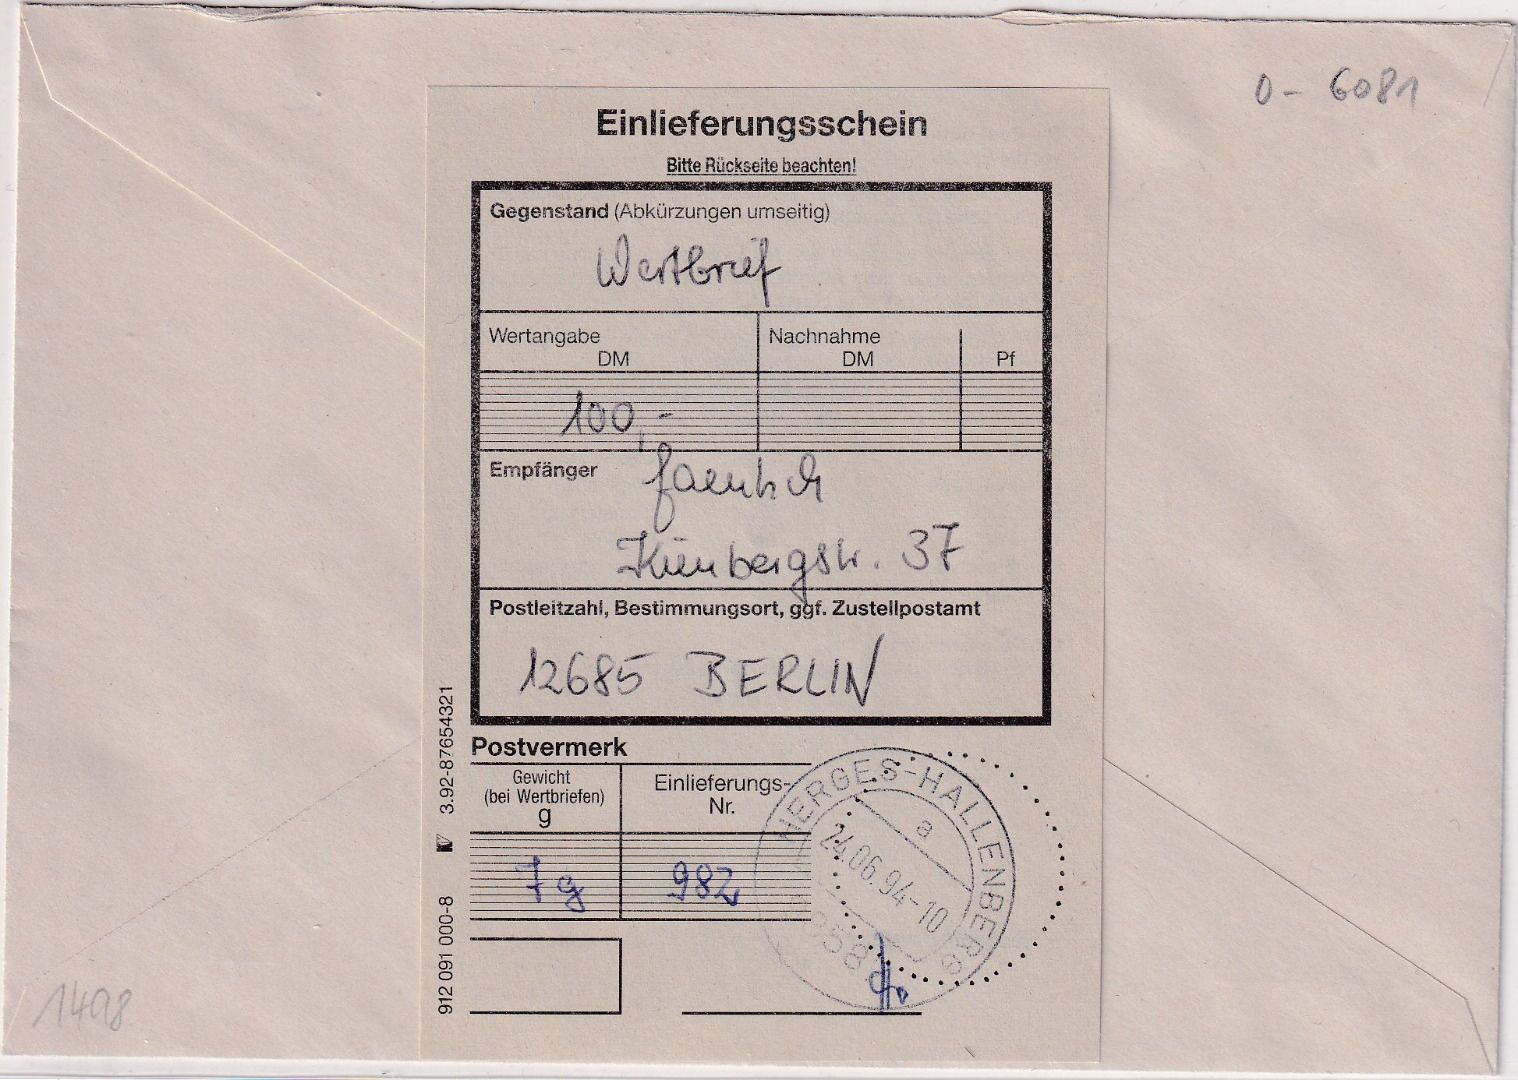 0- 6081
Einlieferungsschein
Bitte Rückseite beachten!
Gegenstand (Abkürzungen umseitig)
Wertbrief
Wertangabe
DM
Nachnahme
DM
Pf
100,-
Empfänger
str. 37
Postleitzahl, Bestimmungsort, ggf. Zustellpostamt
12685 BERLIN
Postvermerk
Gewicht
(bei Wertbriefen)
g
Einlieferungs-
Nr.
7g
982
HERGES-HALLENBERG
a
24.06.94-10
912 091 000-8
3.92-87654321
1498